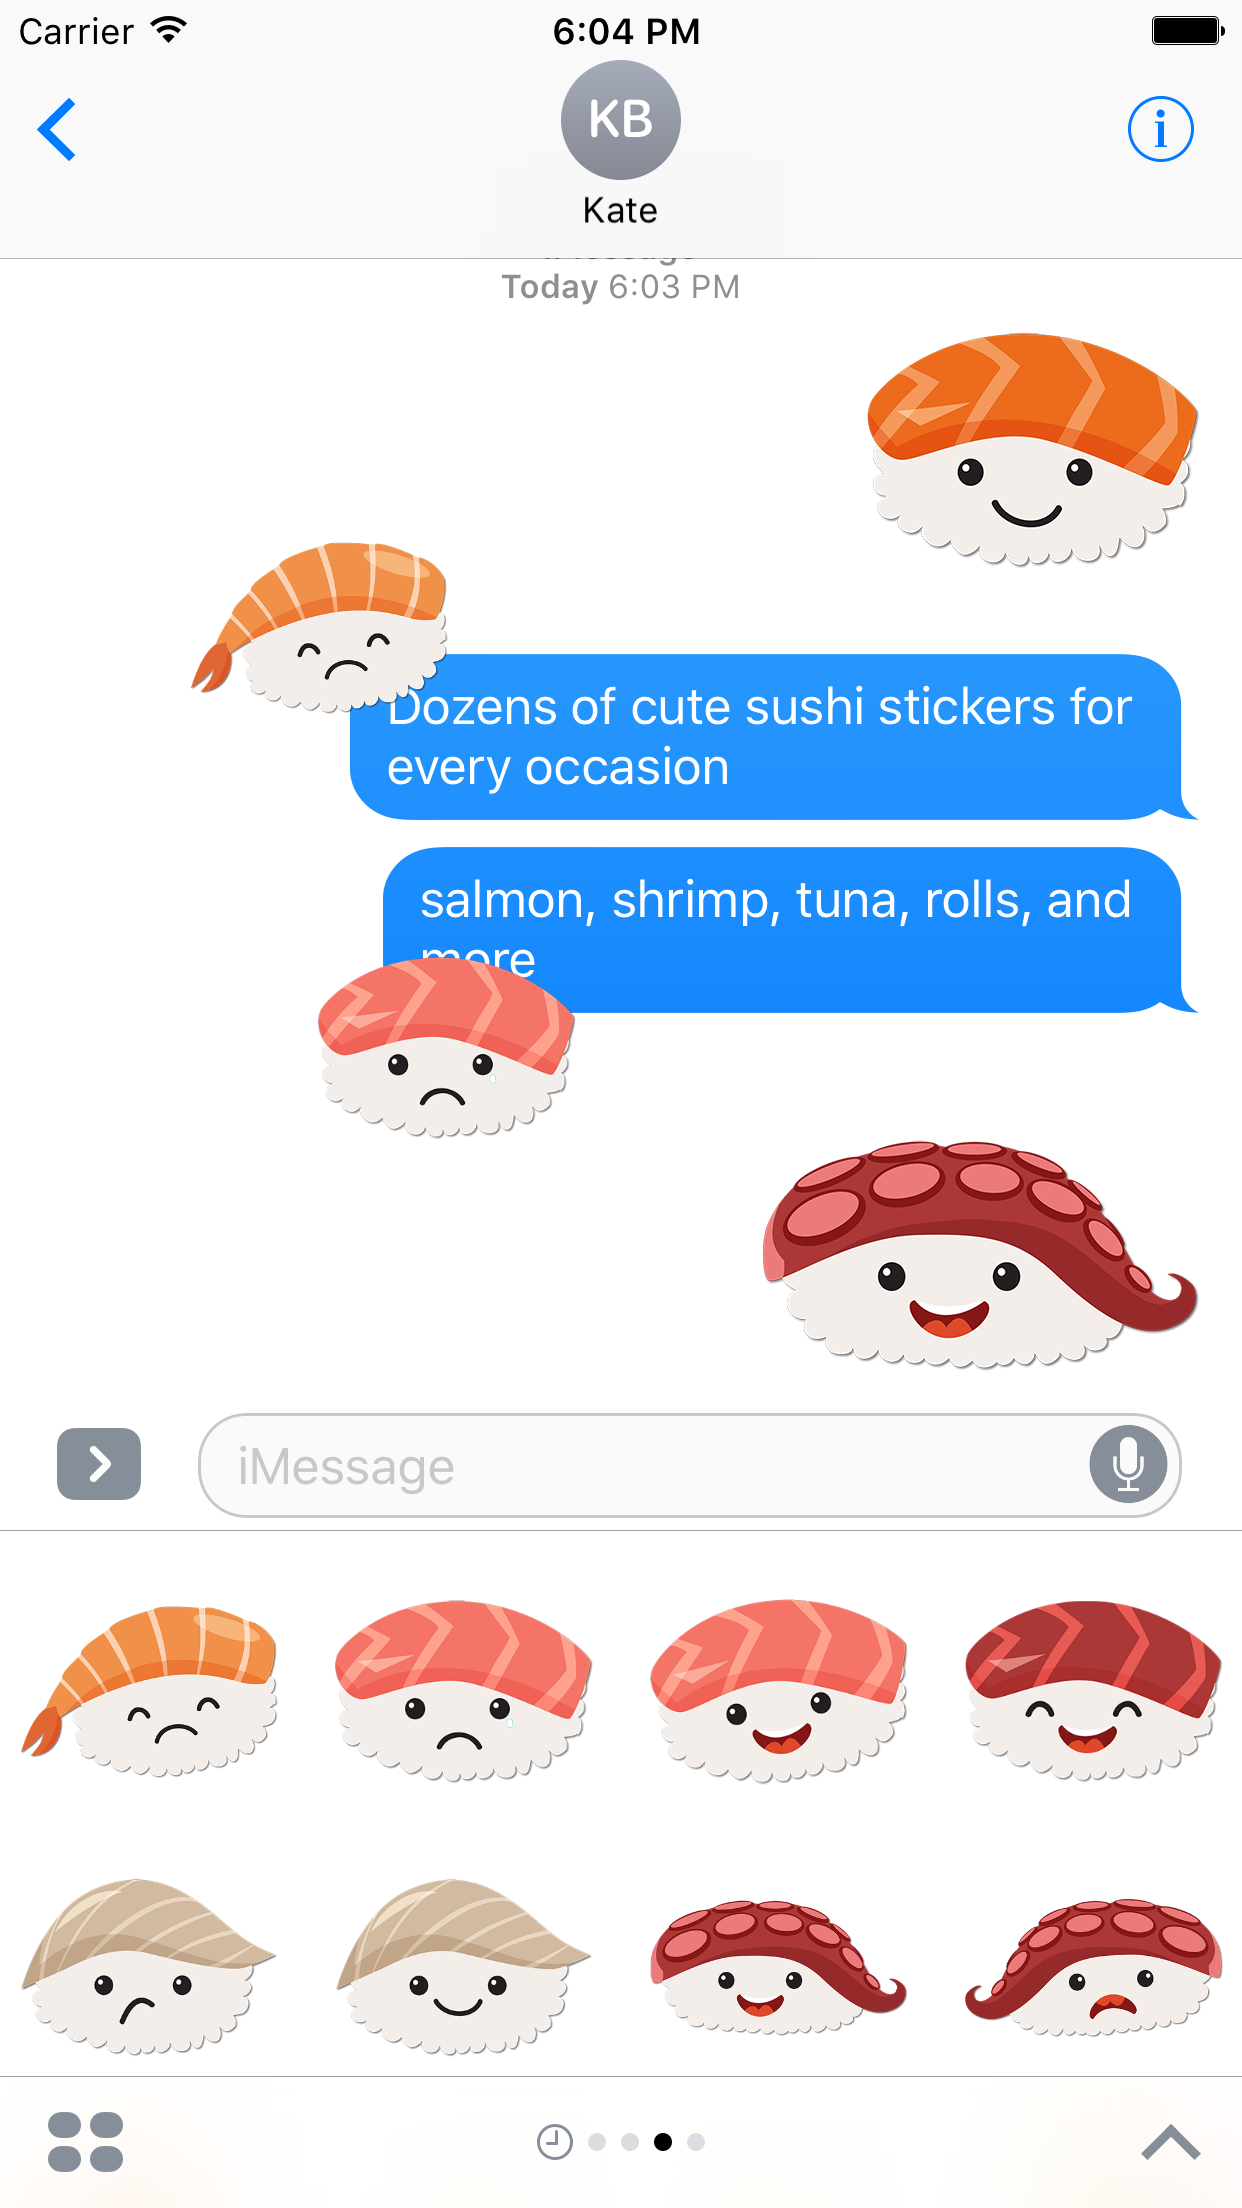 Carrier
6:04 PM
KB
Kate
iMessage
Today 6:03 PM
Dozens of cute sushi stickers for
every occasion
salmon, shrimp, tuna, rolls, and
more
iMessage